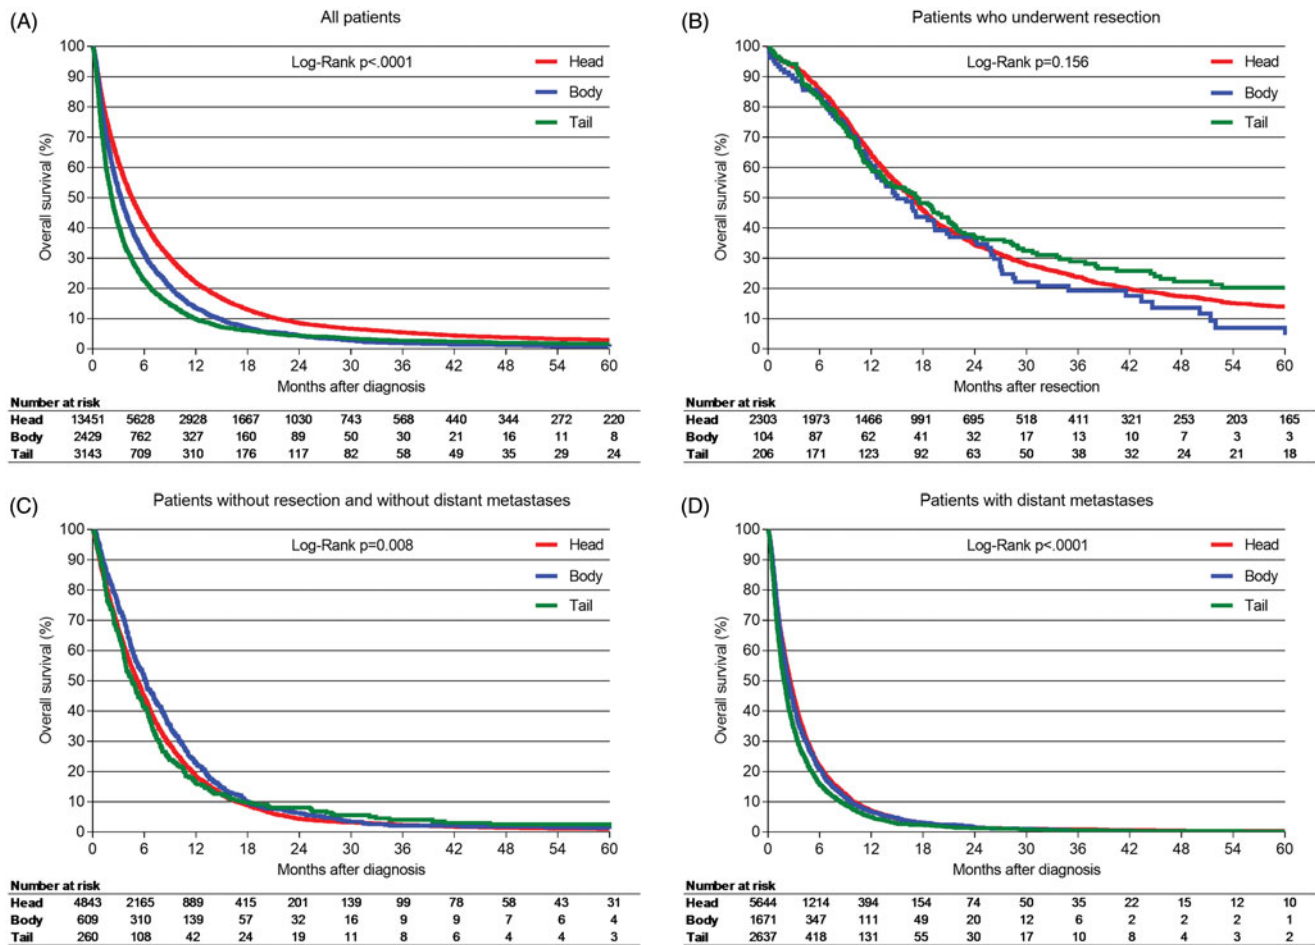 (A) All patients
Log-Rank p<.0001
Head
Body
Tail
Overall survival (%)
100
90
80
70
60
50
40
30
20
10
0
0 6 12 18 24 30 36 42 48 54 60
Months after diagnosis
Number at risk
Head 13451 5628 2928 1667 1030 743 568 440 344 272 220
Body 2429 762 327 160 89 50 30 21 16 11 8
Tail 3143 709 310 176 117 82 58 49 35 29 24
(B) Patients who underwent resection
Log-Rank p=0.156
Head
Body
Tail
Overall survival (%)
100
90
80
70
60
50
40
30
20
10
0
0 6 12 18 24 30 36 42 48 54 60
Months after resection
Number at risk
Head 2303 1973 1466 991 695 518 411 321 253 203 165
Body 104 87 62 41 32 17 13 10 7 3 3
Tail 206 171 123 92 63 50 38 32 24 21 18
(C) Patients without resection and without distant metastases
Log-Rank p=0.008
Head
Body
Tail
Overall survival (%)
100
90
80
70
60
50
40
30
20
10
0
0 6 12 18 24 30 36 42 48 54 60
Months after diagnosis
Number at risk
Head 4843 2165 889 415 201 139 99 78 58 43 31
Body 609 310 139 57 32 16 9 9 7 6 4
Tail 260 108 42 24 19 11 8 6 4 4 3
(D) Patients with distant metastases
Log-Rank p<.0001
Head
Body
Tail
Overall survival (%)
100
90
80
70
60
50
40
30
20
10
0
0 6 12 18 24 30 36 42 48 54 60
Months after diagnosis
Number at risk
Head 5644 1214 394 154 74 50 35 22 15 12 10
Body 1671 347 111 49 20 12 6 2 2 2 1
Tail 2637 418 131 55 30 17 10 8 4 3 2